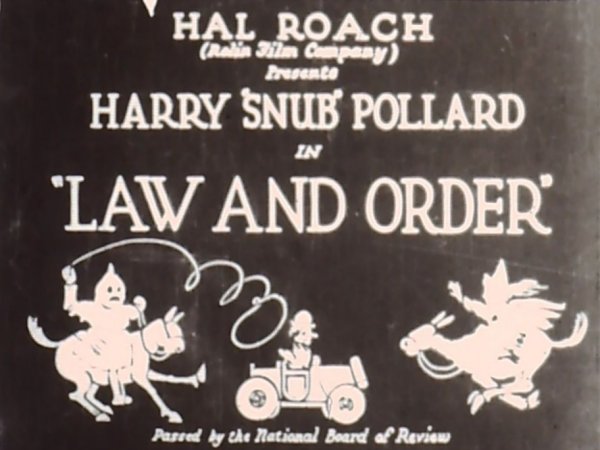 HAL ROACH
(Rolin Film Company)
Presents
HARRY "SNUB" POLLARD
IN
"LAW AND ORDER"
Passed by the National Board of Review